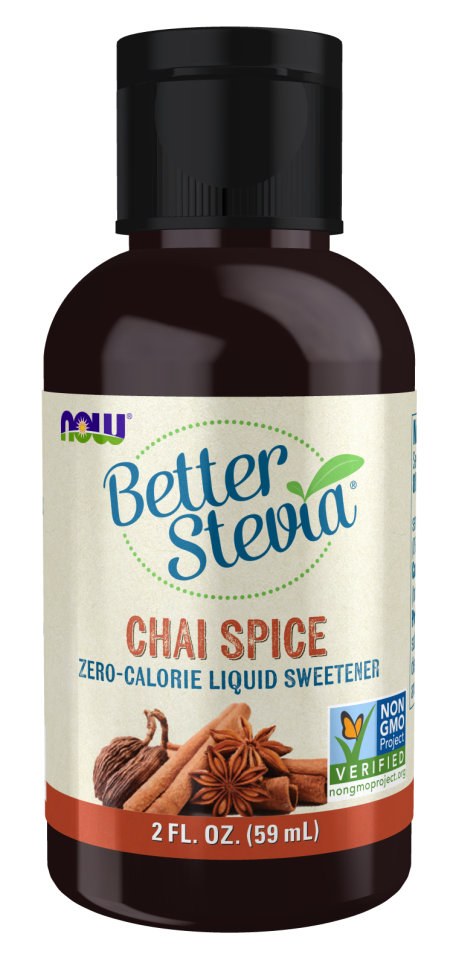 NOW®
Better
Stevia®
CHAI SPICE
ZERO-CALORIE LIQUID SWEETENER
NON
GMO
Project
VERIFIED
nongmoproject.org
2 FL. OZ. (59 mL)